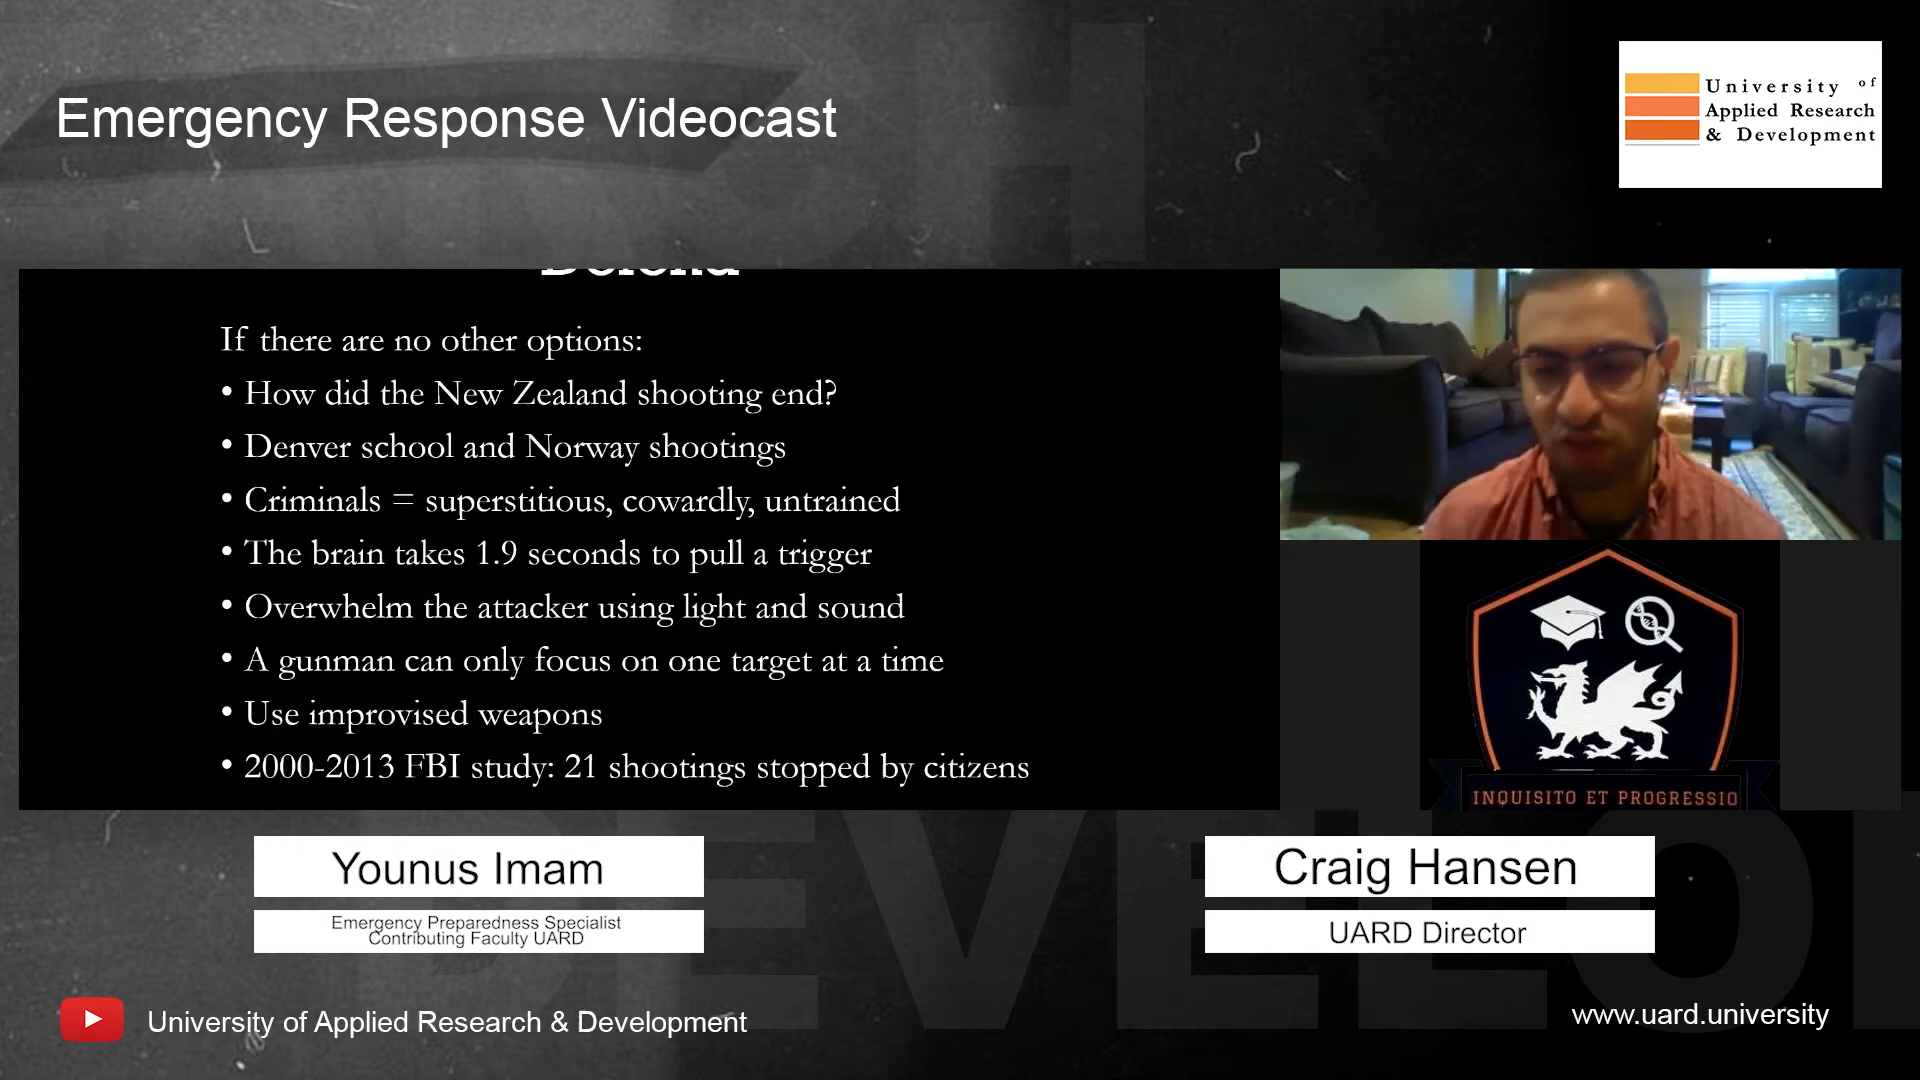 Emergency Response Videocast
University of
Applied Research
& Development
Defend
If there are no other options:
• How did the New Zealand shooting end?
• Denver school and Norway shootings
• Criminals = superstitious, cowardly, untrained
• The brain takes 1.9 seconds to pull a trigger
• Overwhelm the attacker using light and sound
• A gunman can only focus on one target at a time
• Use improvised weapons
• 2000-2013 FBI study: 21 shootings stopped by citizens
INQUISITO ET PROGRESSIO
Younus Imam
Emergency Preparedness Specialist
Contributing Faculty UARD
Craig Hansen
UARD Director
University of Applied Research & Development
www.uard.university
DEVELO